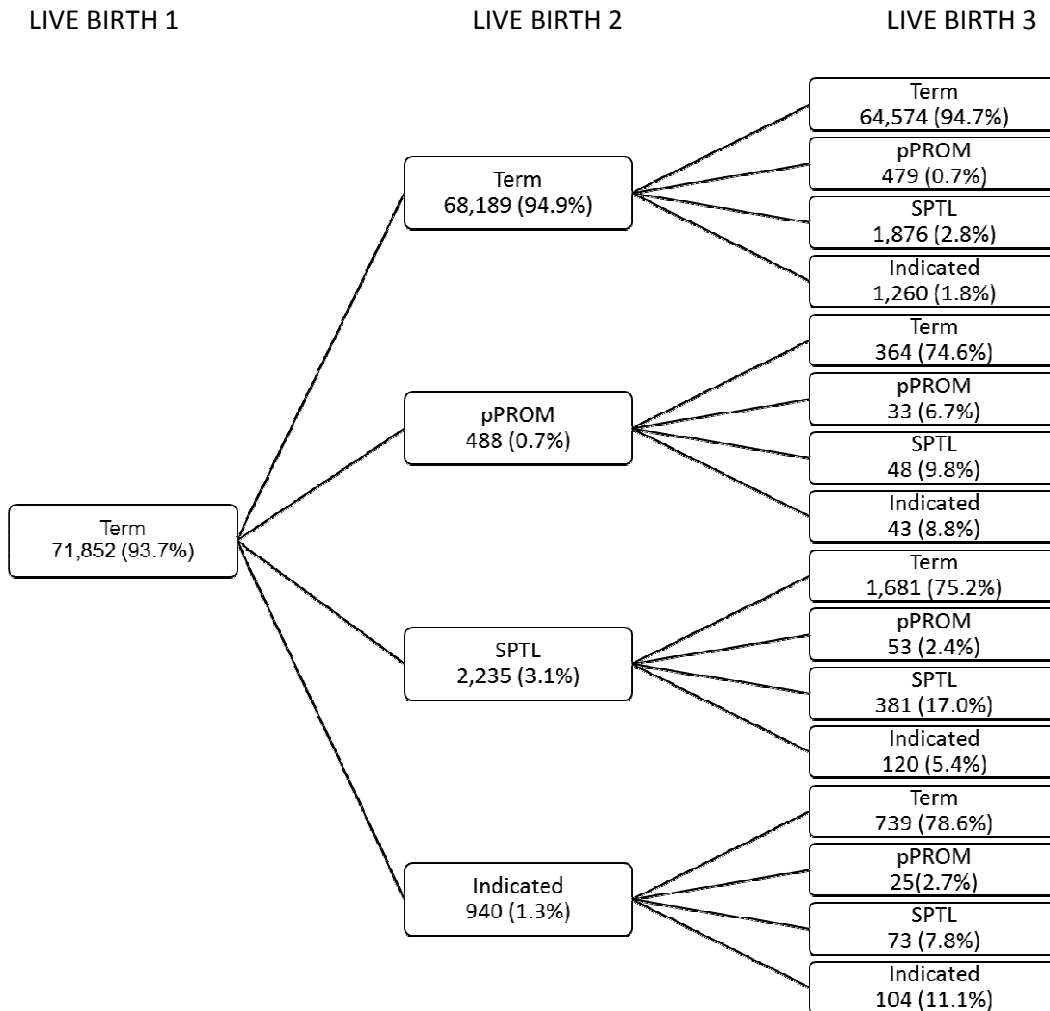 LIVE BIRTH 1
LIVE BIRTH 2
LIVE BIRTH 3
Term
71,852 (93.7%)
Term
68,189 (94.9%)
pPROM
488 (0.7%)
SPTL
2,235 (3.1%)
Indicated
940 (1.3%)
Term
64,574 (94.7%)
pPROM
479 (0.7%)
SPTL
1,876 (2.8%)
Indicated
1,260 (1.8%)
Term
364 (74.6%)
pPROM
33 (6.7%)
SPTL
48 (9.8%)
Indicated
43 (8.8%)
Term
1,681 (75.2%)
pPROM
53 (2.4%)
SPTL
381 (17.0%)
Indicated
120 (5.4%)
Term
739 (78.6%)
pPROM
25(2.7%)
SPTL
73 (7.8%)
Indicated
104 (11.1%)